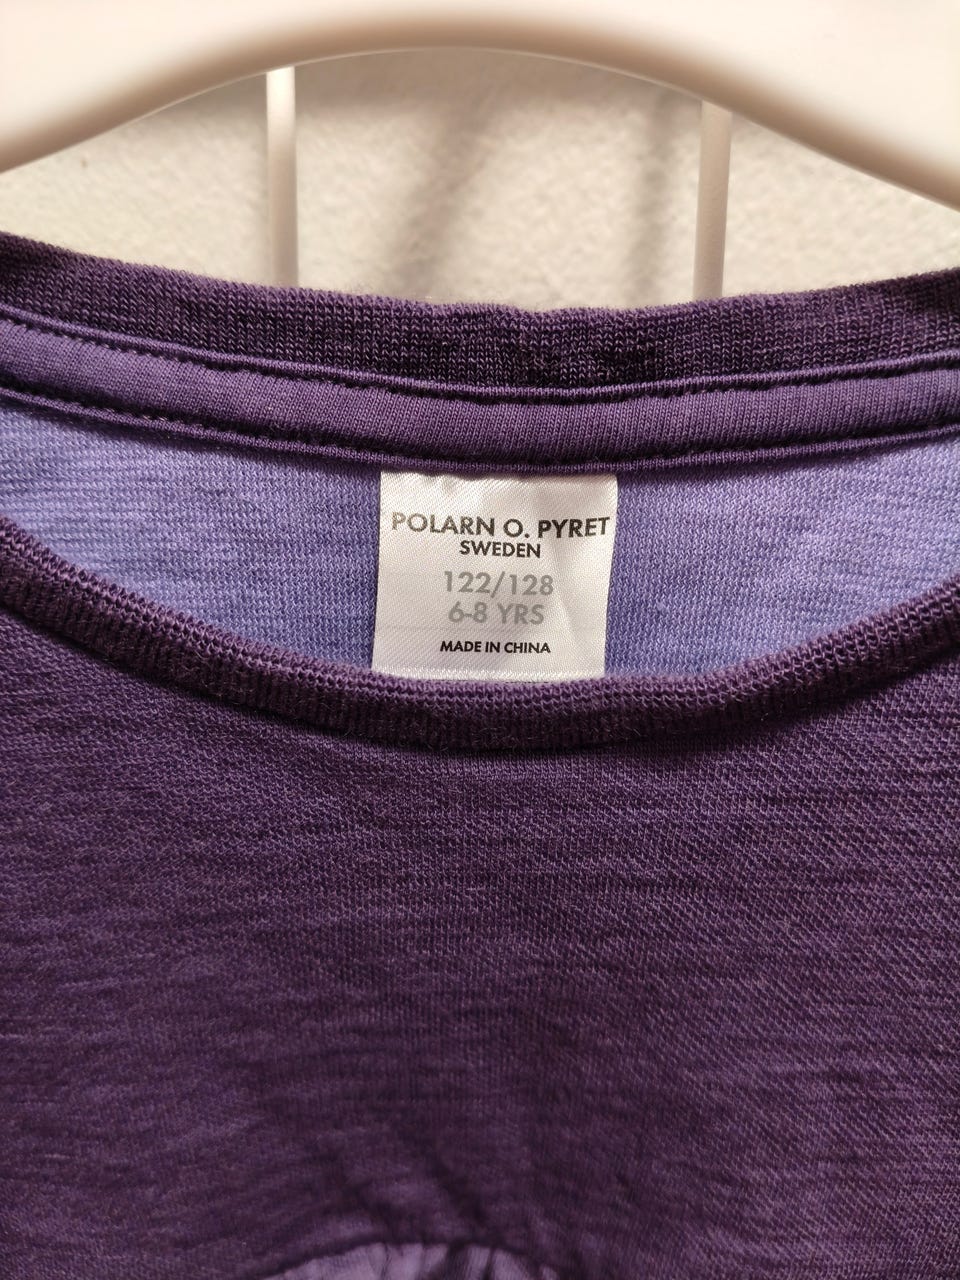 POLARN O. PYRET
SWEDEN
122/128
6-8 YRS
MADE IN CHINA